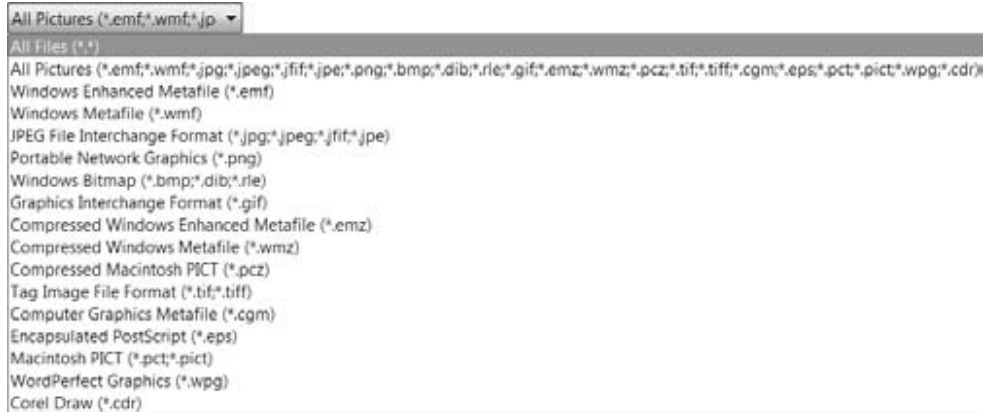 All Pictures (*.emf;*.wmf;*.jp
All Files (*.*)
All Pictures (*.emf;*.wmf;*.jpg;*.jpeg;*.jfif;*.jpe;*.png;*.bmp;*.dib;*.rle;*.gif;*.emz;*.wmz;*.pcz;*.tif;*.tiff;*.cgm;*.eps;*.pct;*.pict;*.wpg;*.cdr)
Windows Enhanced Metafile (*.emf)
Windows Metafile (*.wmf)
JPEG File Interchange Format (*.jpg;*.jpeg;*.jfif;*.jpe)
Portable Network Graphics (*.png)
Windows Bitmap (*.bmp;*.dib;*.rle)
Graphics Interchange Format (*.gif)
Compressed Windows Enhanced Metafile (*.emz)
Compressed Windows Metafile (*.wmz)
Compressed Macintosh PICT (*.pcz)
Tag Image File Format (*.tif;*.tiff)
Computer Graphics Metafile (*.cgm)
Encapsulated PostScript (*.eps)
Macintosh PICT (*.pct;*.pict)
WordPerfect Graphics (*.wpg)
Corel Draw (*.cdr)